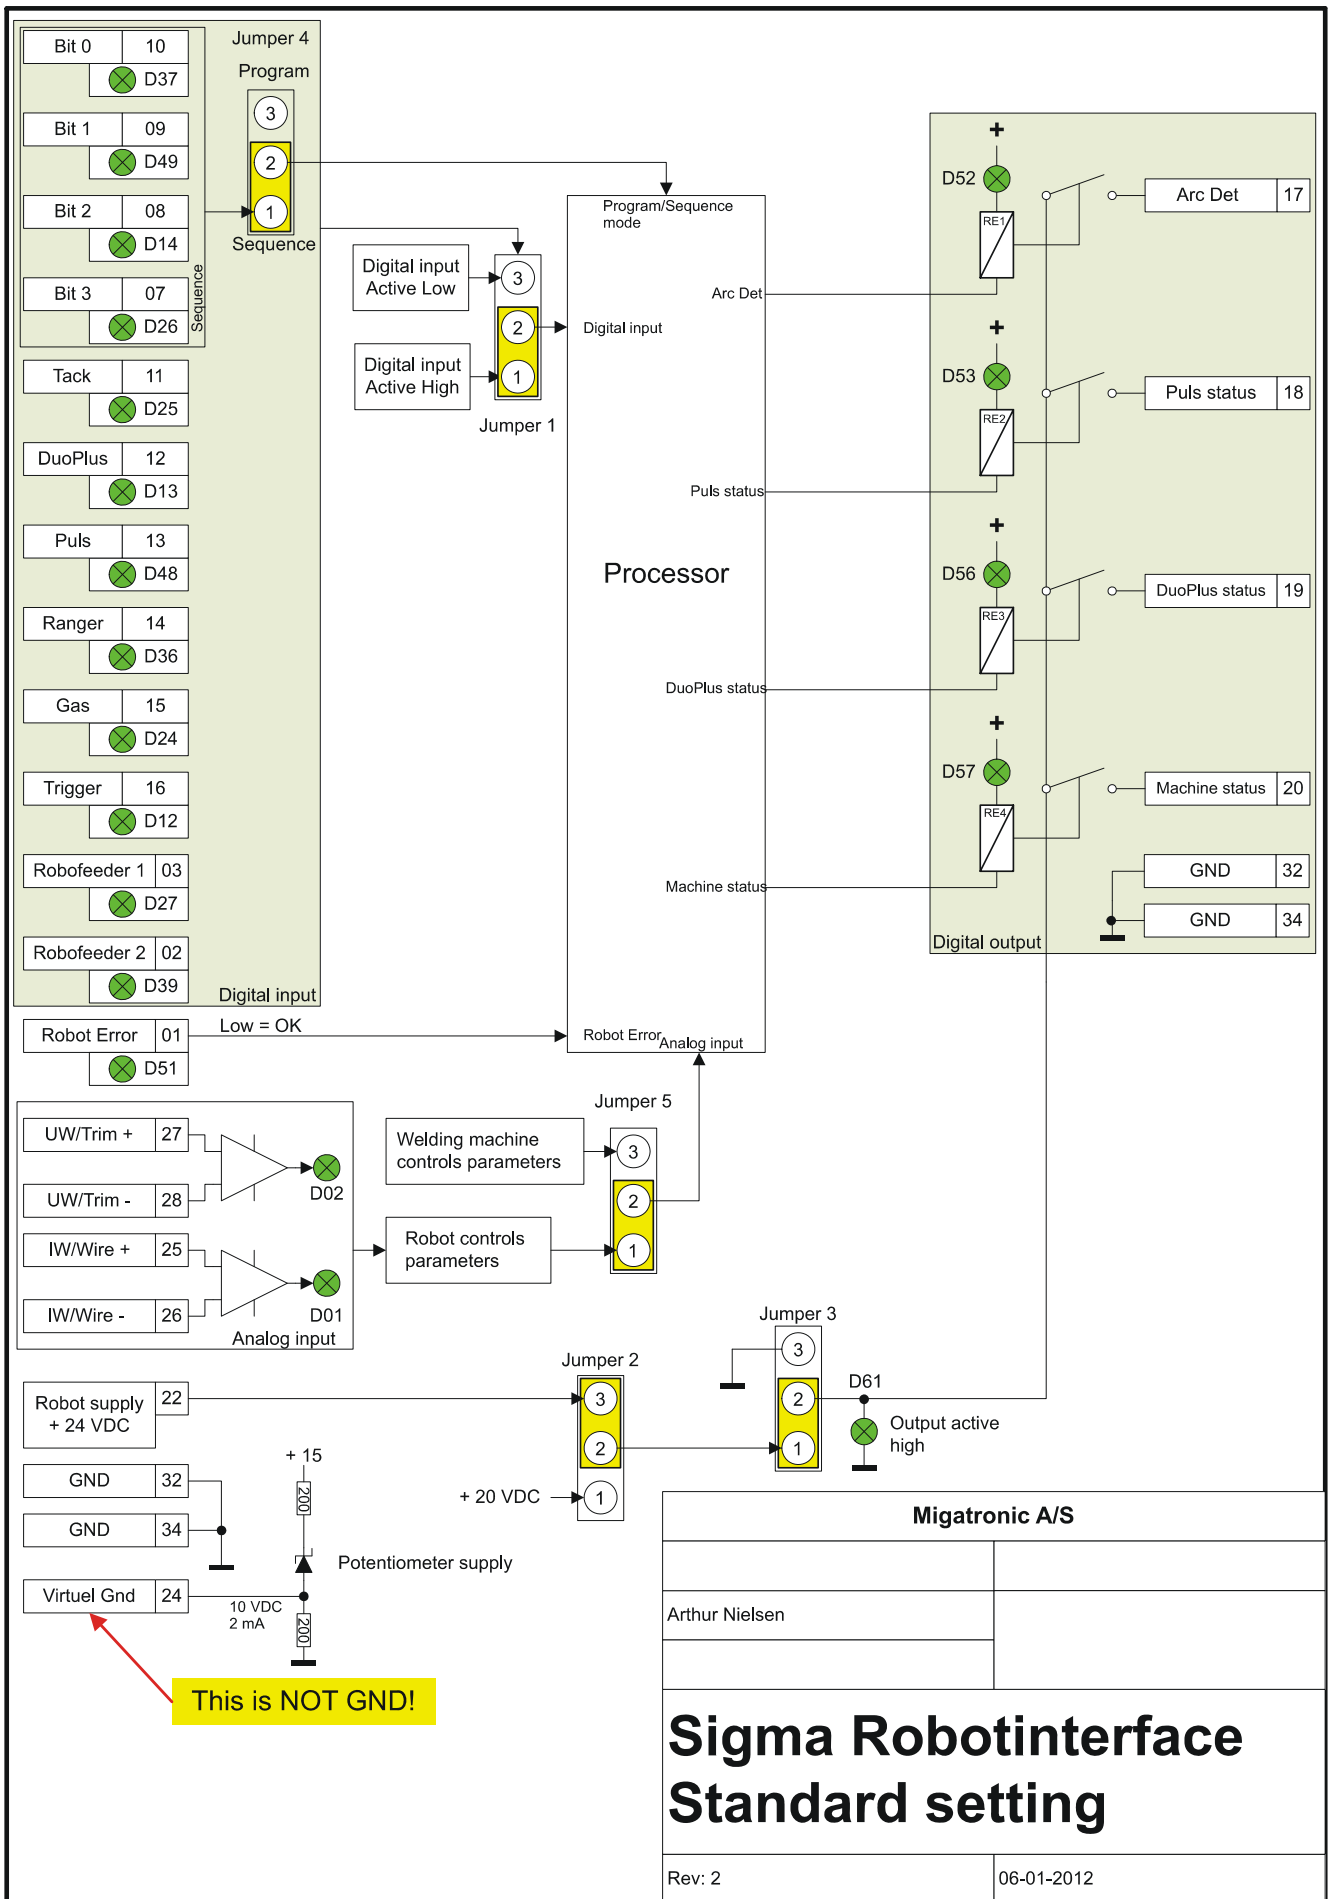 Bit 0 10
D37
Bit 1 09
D49
Bit 2 08
D14
Bit 3 07
D26
Sequence
Tack 11
D25
DuoPlus 12
D13
Puls 13
D48
Ranger 14
D36
Gas 15
D24
Trigger 16
D12
Robofeeder 1 03
D27
Robofeeder 2 02
D39
Digital input
Jumper 4
Program
3
2
1
Sequence
Digital input
Active Low
Digital input
Active High
3
2
1
Jumper 1
Program/Sequence
mode
Digital input
Arc Det
Puls status
Processor
DuoPlus status
Machine status
Robot Error
Analog input
+
D52
RE1
Arc Det 17
+
D53
RE2
Puls status 18
+
D56
RE3
DuoPlus status 19
+
D57
RE4
Machine status 20
GND 32
GND 34
Digital output
Robot Error 01
D51
Low = OK
UW/Trim + 27
UW/Trim - 28
D02
IW/Wire + 25
IW/Wire - 26
D01
Analog input
Welding machine
controls parameters
Robot controls
parameters
Jumper 5
3
2
1
Robot supply
+ 24 VDC
22
GND 32
GND 34
Virtuel Gnd 24
This is NOT GND!
+ 15
200
Potentiometer supply
10 VDC
2 mA
200
Jumper 2
3
2
+ 20 VDC
1
Jumper 3
3
2
1
D61
Output active
high
Migatronic A/S
Arthur Nielsen
Sigma Robotinterface
Standard setting
Rev: 2
06-01-2012